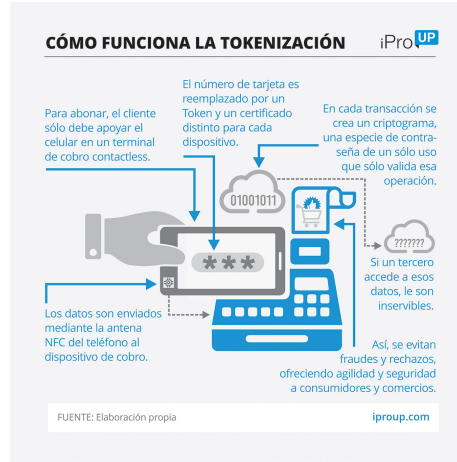 CÓMO FUNCIONA LA TOKENIZACIÓN
iPro UP
Para abonar, el cliente
sólo debe apoyar el
celular en un terminal
de cobro contactless.
El número de tarjeta es
reemplazado por un
Token y un certificado
distinto para cada
dispositivo.
En cada transacción se
crea un criptograma,
una especie de contra-
seña de un sólo uso
que sólo valida esa
operación.
01001011
???????
***
Si un tercero
accede a esos
datos, le son
inservibles.
Los datos son enviados
mediante la antena
NFC del teléfono al
dispositivo de cobro.
Así, se evitan
fraudes y rechazos,
ofreciendo agilidad y seguridad
a consumidores y comercios.
FUENTE: Elaboración propia
iproup.com